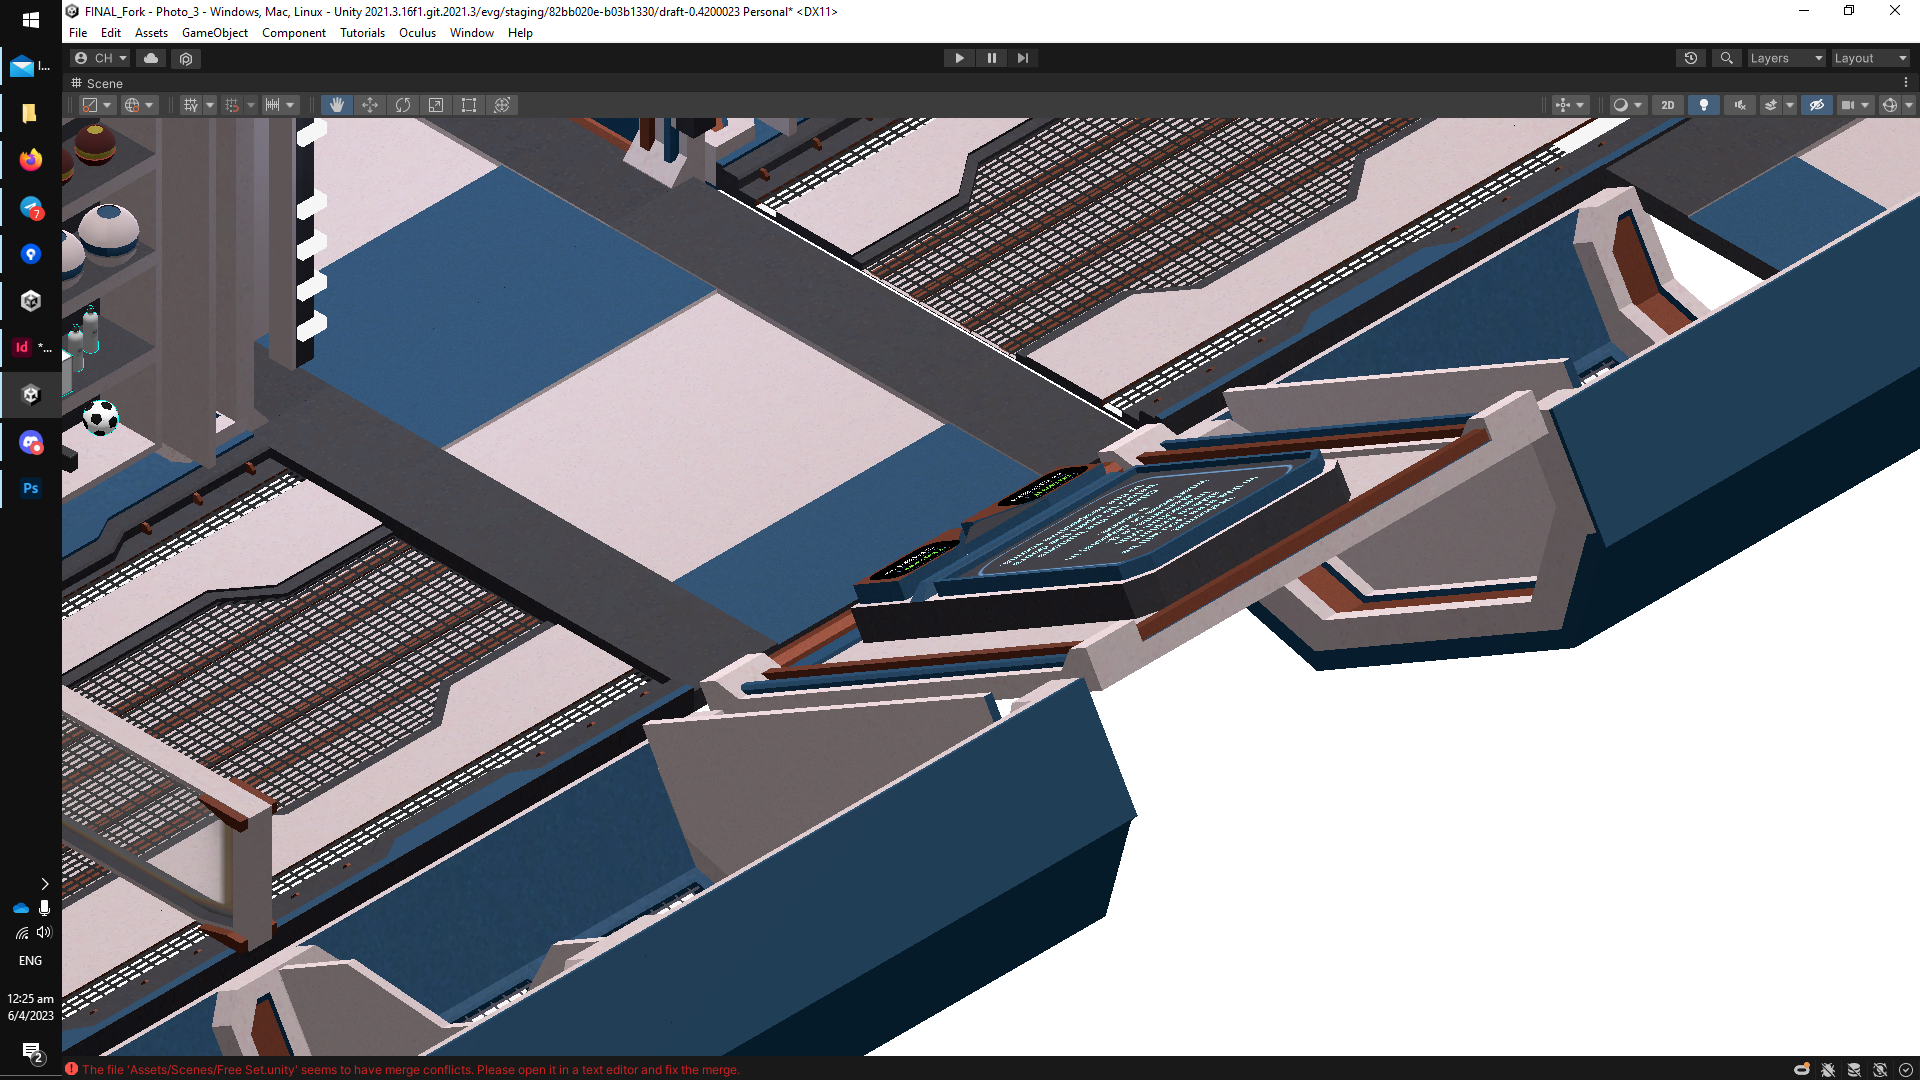 FINAL_Fork - Photo_3 - Windows, Mac, Linux - Unity 2021.3.16f1.git.2021.3/evg/staging/82bb020e-b03b1330/draft-0.4200023 Personal* <DX11>
File Edit Assets GameObject Component Tutorials Oculus Window Help
CH
Layers
Layout
Scene
2D
I...
7
Id
*...
Ps
ENG
12:25 am
6/4/2023
2
The file 'Assets/Scenes/Free Set.unity' seems to have merge conflicts. Please open it in a text editor and fix the merge.